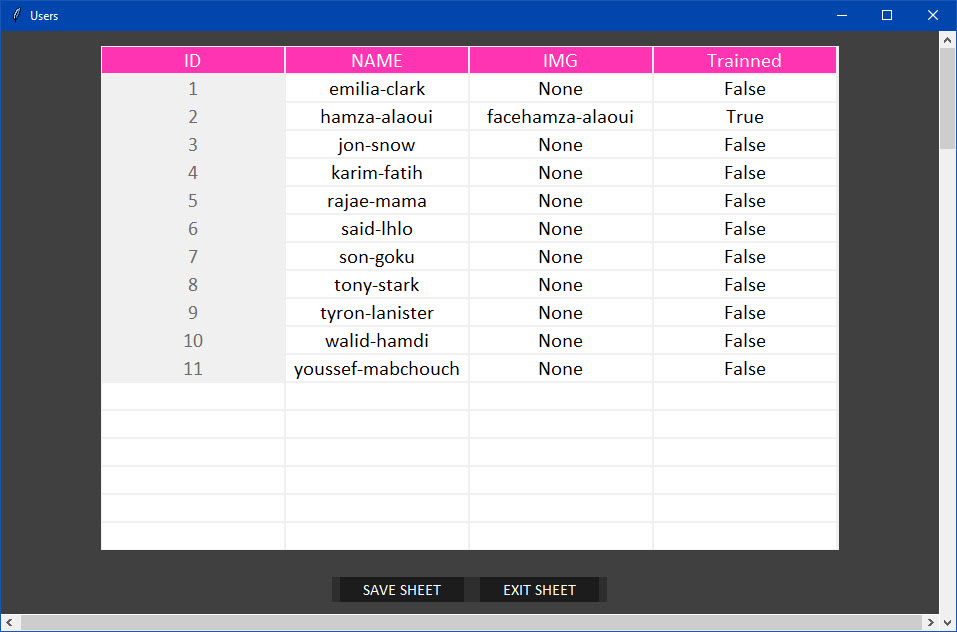 Users
ID NAME IMG Trainned
1 emilia-clark None False
2 hamza-alaoui facehamza-alaoui True
3 jon-snow None False
4 karim-fatih None False
5 rajae-mama None False
6 said-lhlo None False
7 son-goku None False
8 tony-stark None False
9 tyron-lanister None False
10 walid-hamdi None False
11 youssef-mabchouch None False
SAVE SHEET EXIT SHEET